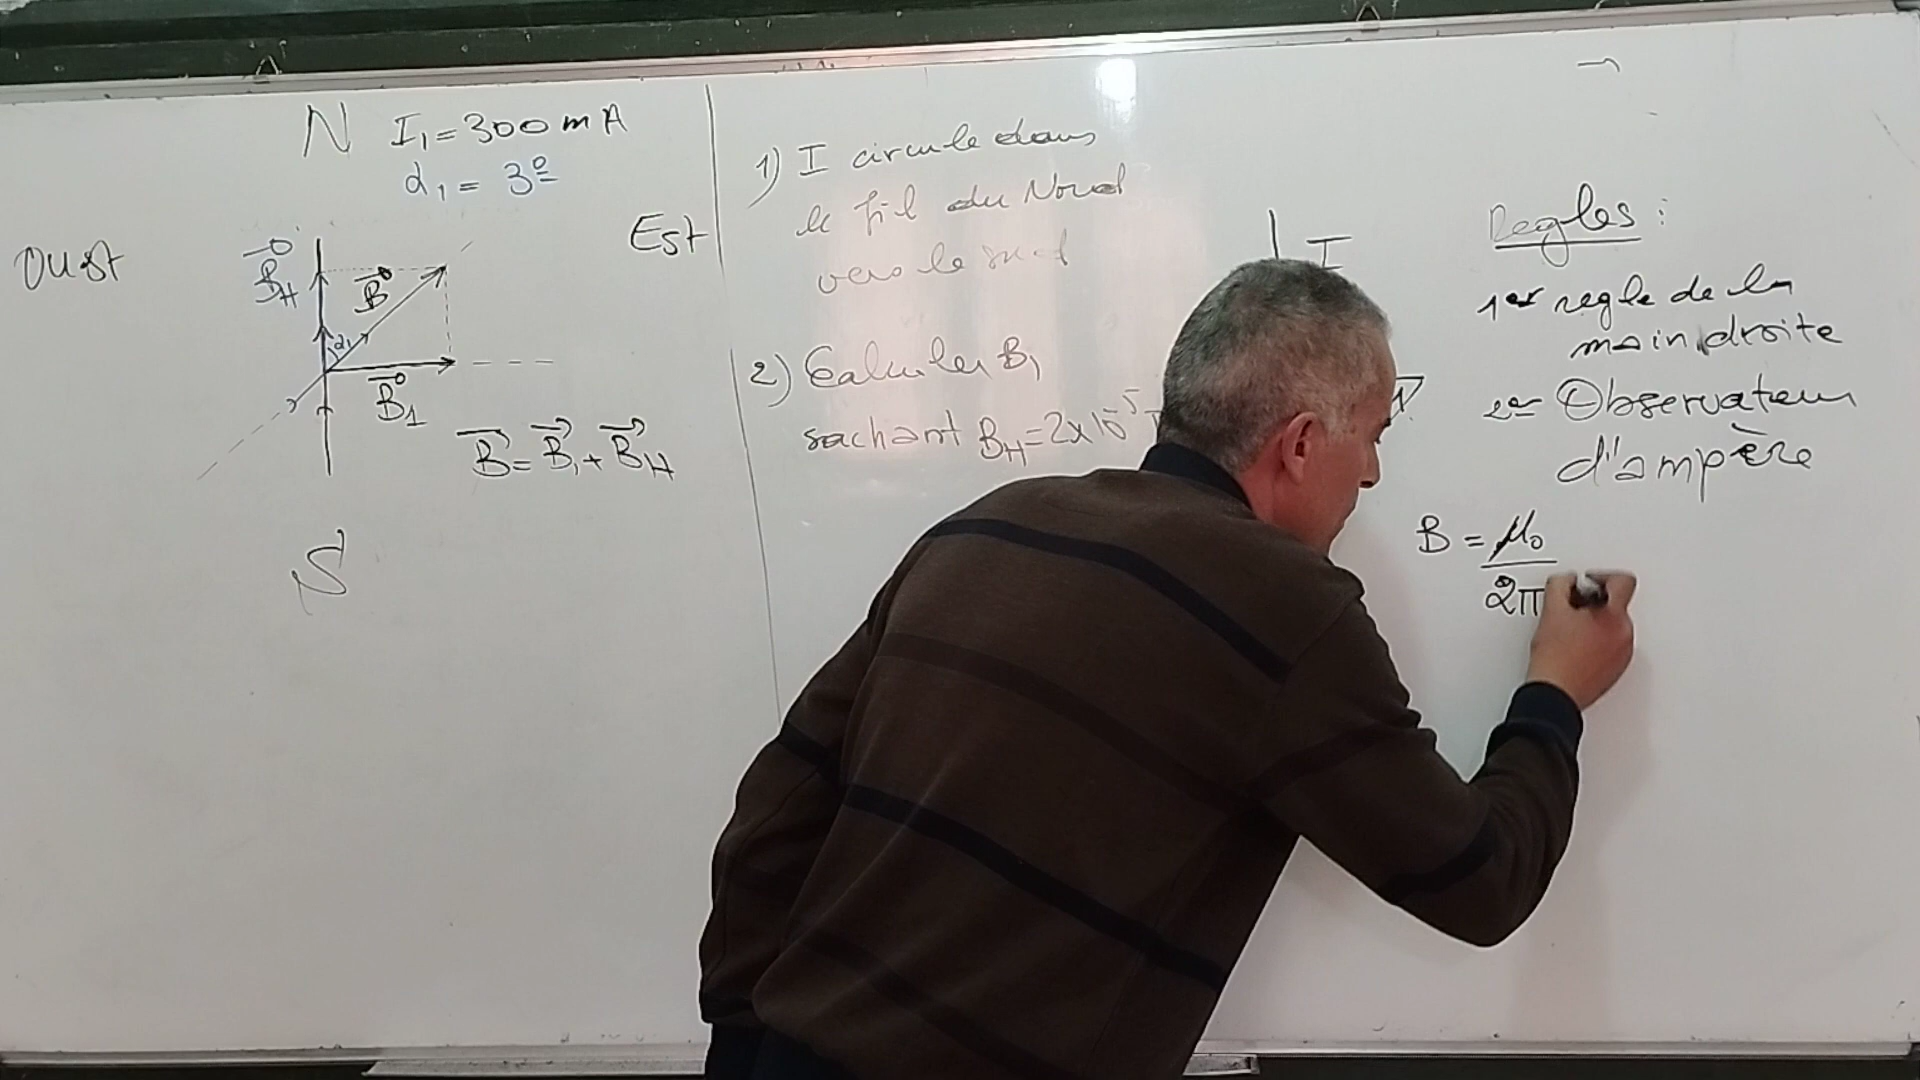 N I₁ = 300 mA
α₁ = 3°
Ouest
Est
B⃗H
B⃗
α₁
B⃗1
B⃗ = B⃗₁ + B⃗H
S
1) I circule dans
le fil du Nord
vers le sud
2) Calculer B₁
sachant BH = 2x10⁻⁵ T
I
Regles :
1er regle de la
main droite
2em Observateur
d'ampère
B = μ₀
2π